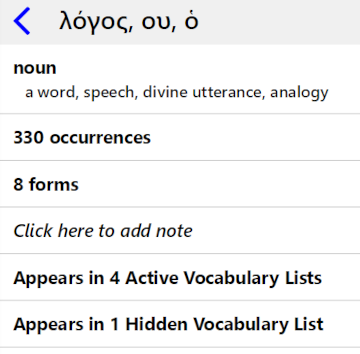 λόγος, ου, ὁ
noun
a word, speech, divine utterance, analogy
330 occurrences
8 forms
Click here to add note
Appears in 4 Active Vocabulary Lists
Appears in 1 Hidden Vocabulary List